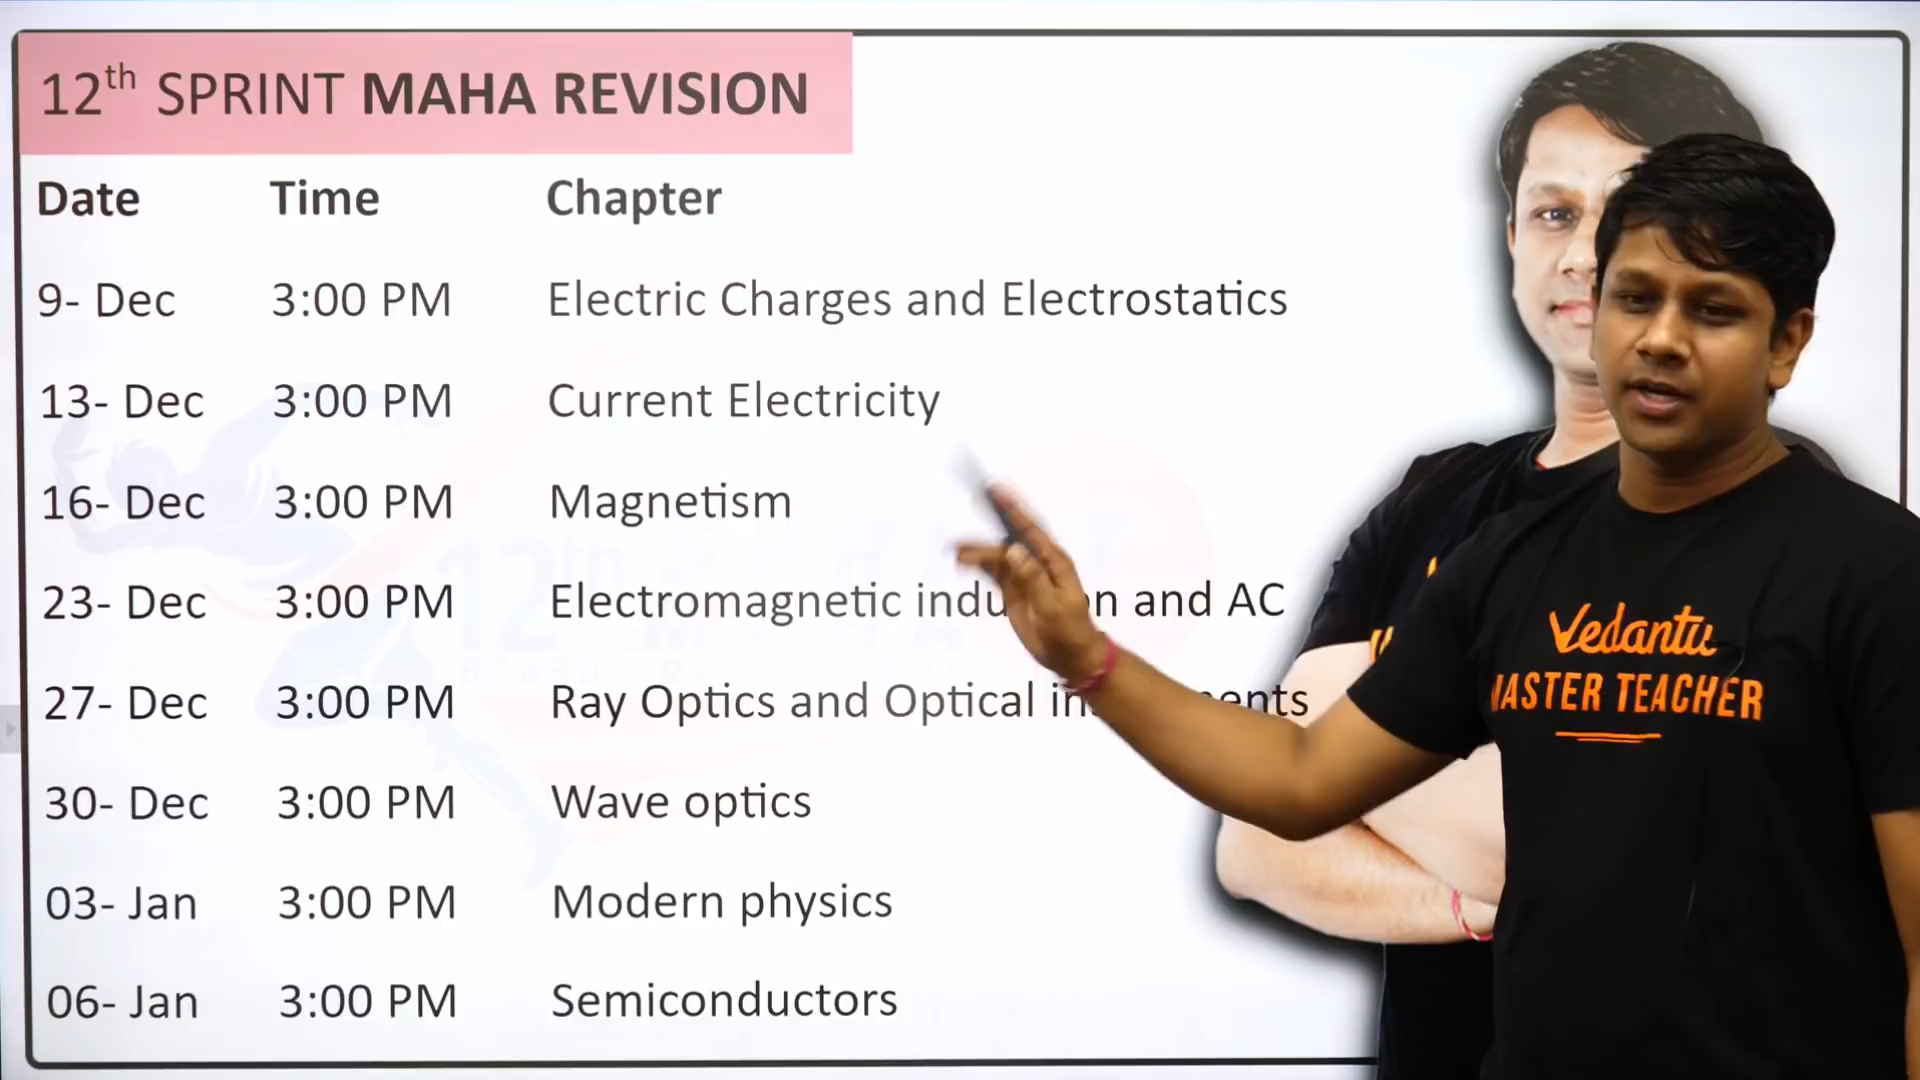 12th SPRINT MAHA REVISION
Date Time Chapter
9- Dec 3:00 PM Electric Charges and Electrostatics
13- Dec 3:00 PM Current Electricity
16- Dec 3:00 PM Magnetism
23- Dec 3:00 PM Electromagnetic and AC
27- Dec 3:00 PM Ray Optics and Optical
30- Dec 3:00 PM Wave optics
03- Jan 3:00 PM Modern physics
06- Jan 3:00 PM Semiconductors
12th SPRINT
Vedantu
MASTER TEACHER